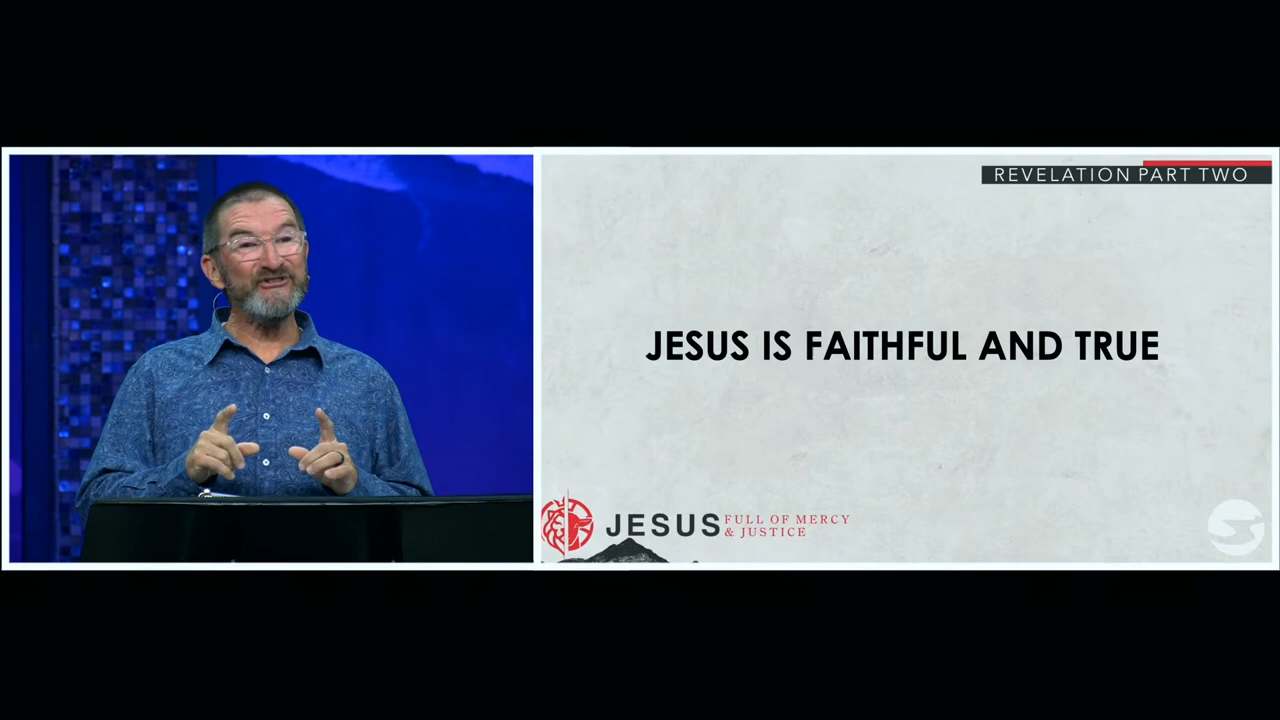 REVELATION PART TWO
JESUS IS FAITHFUL AND TRUE
JESUS FULL OF MERCY
& JUSTICE